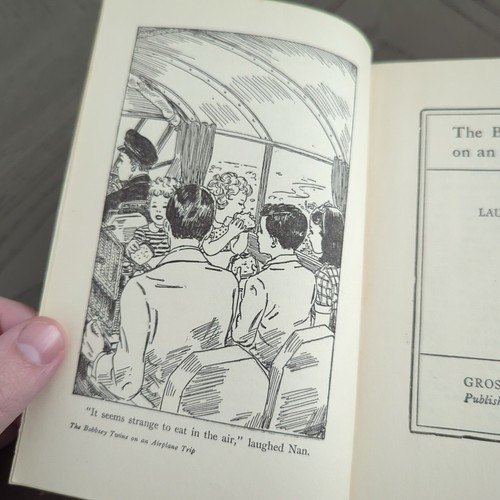 "It seems strange to eat in the air," laughed Nan.
The Bobbsey Twins on an Airplane Trip
The B
on an
LAU
GROS
Publish